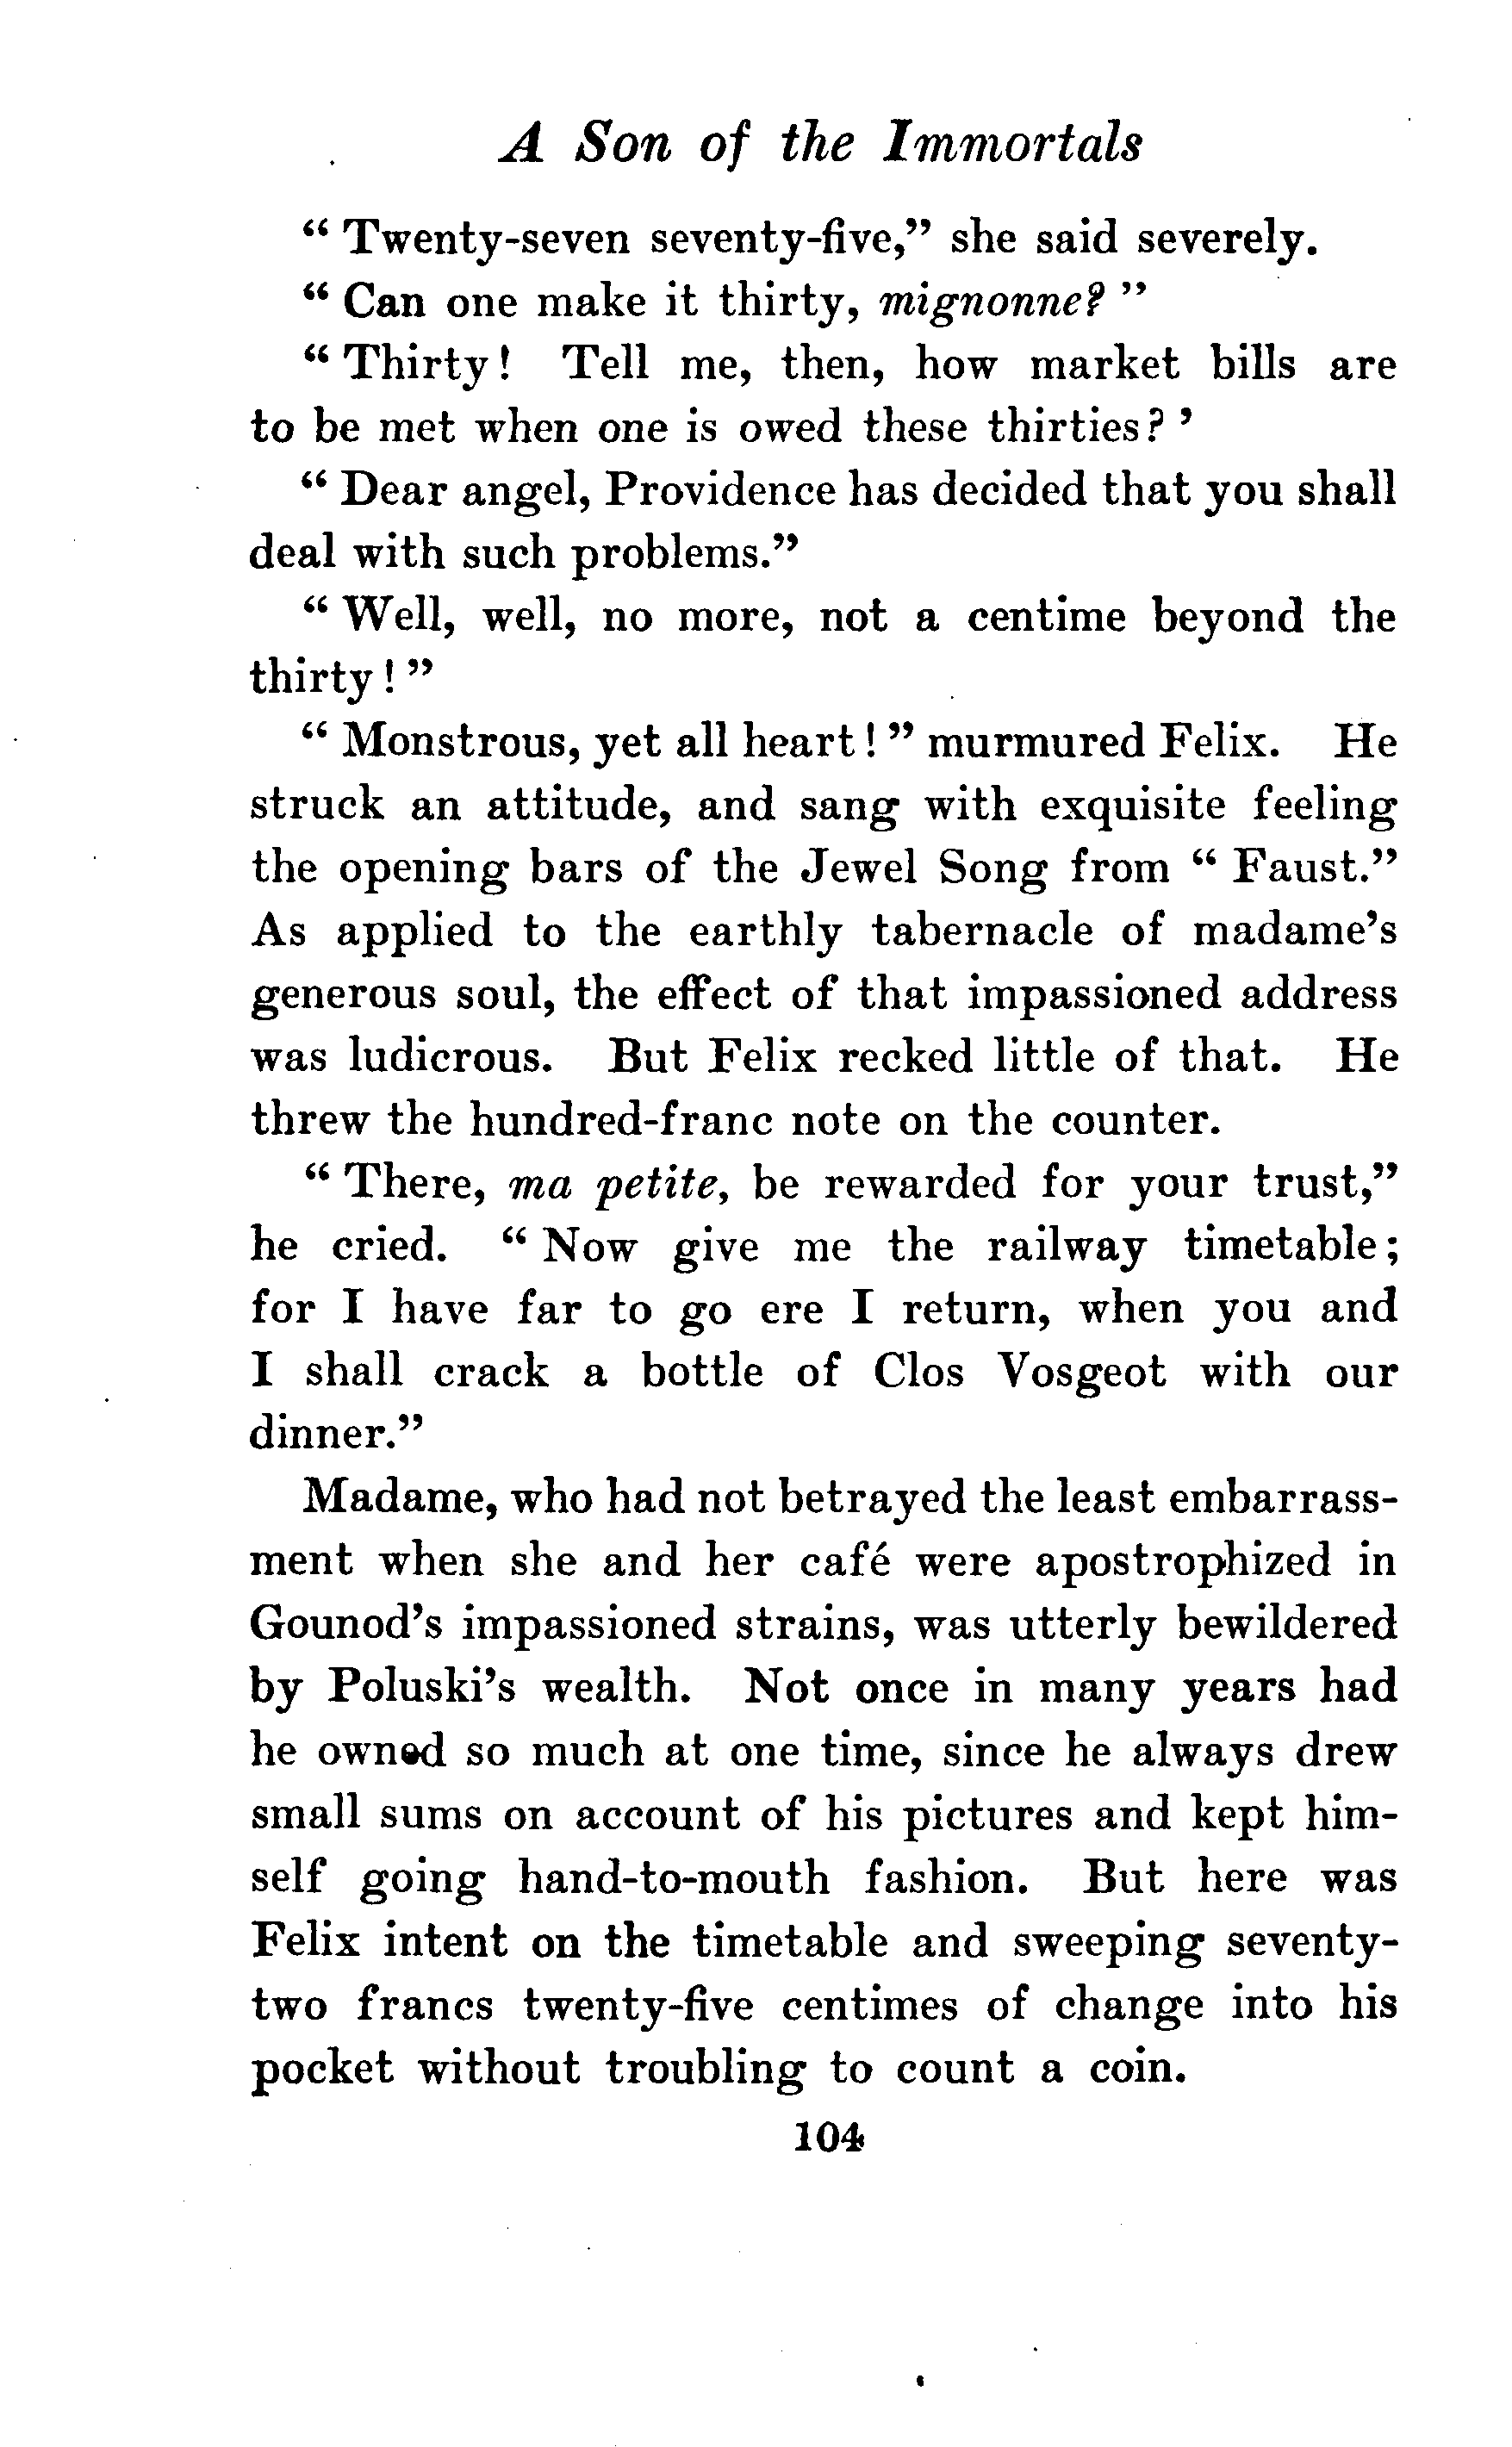 A Son of the Immortals
“ Twenty-seven seventy-five,” she said severely.
“ Can one make it thirty, mignonne? ”
“ Thirty! Tell me, then, how market bills are
to be met when one is owed these thirties? ’
“ Dear angel, Providence has decided that you shall
deal with such problems.”
“ Well, well, no more, not a centime beyond the
thirty! ”
“ Monstrous, yet all heart! ” murmured Felix. He
struck an attitude, and sang with exquisite feeling
the opening bars of the Jewel Song from “ Faust.”
As applied to the earthly tabernacle of madame’s
generous soul, the effect of that impassioned address
was ludicrous. But Felix recked little of that. He
threw the hundred-franc note on the counter.
“ There, ma petite, be rewarded for your trust,”
he cried. “ Now give me the railway timetable;
for I have far to go ere I return, when you and
I shall crack a bottle of Clos Vosgeot with our
dinner.”
Madame, who had not betrayed the least embarrass-
ment when she and her café were apostrophized in
Gounod’s impassioned strains, was utterly bewildered
by Poluski’s wealth. Not once in many years had
he owned so much at one time, since he always drew
small sums on account of his pictures and kept him-
self going hand-to-mouth fashion. But here was
Felix intent on the timetable and sweeping seventy-
two francs twenty-five centimes of change into his
pocket without troubling to count a coin.
104